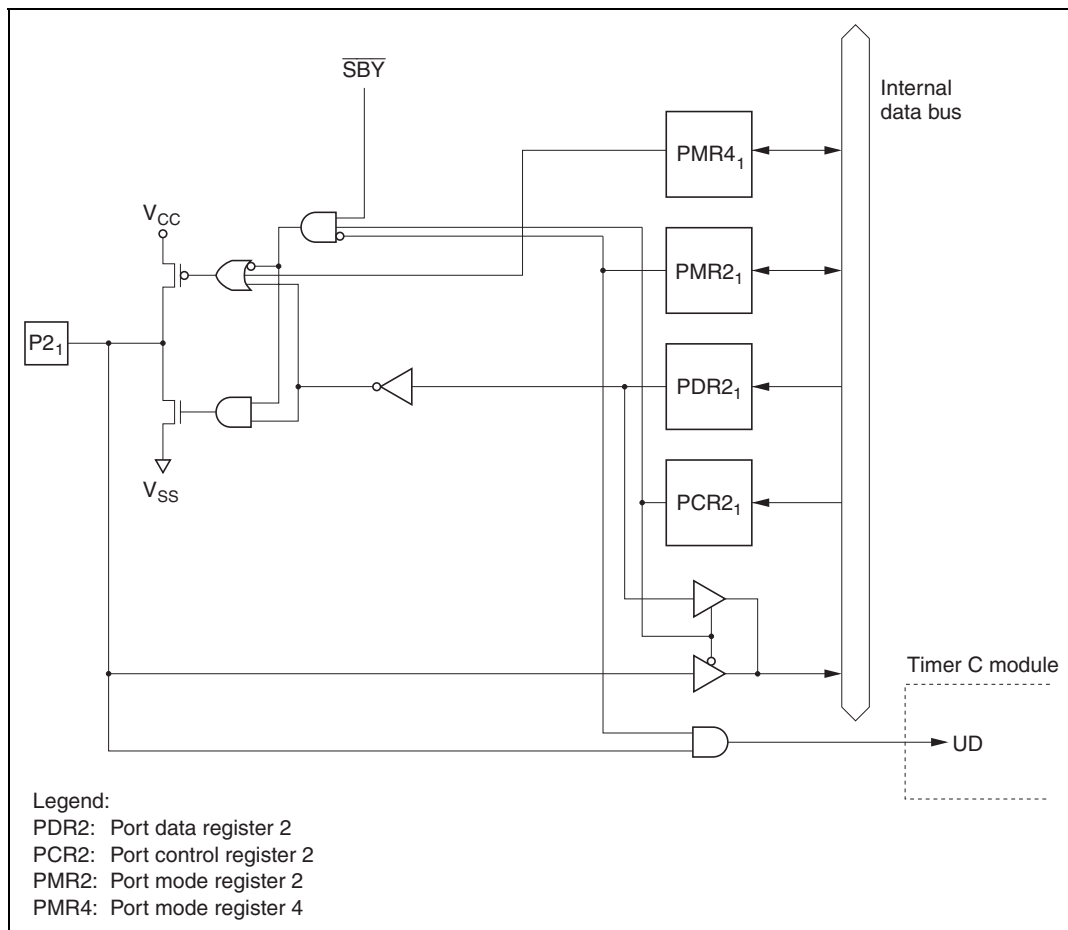 SBY
Internal
data bus
PMR4₁
V_CC
PMR2₁
P2₁
PDR2₁
V_SS
PCR2₁
Timer C module
UD
Legend:
PDR2: Port data register 2
PCR2: Port control register 2
PMR2: Port mode register 2
PMR4: Port mode register 4